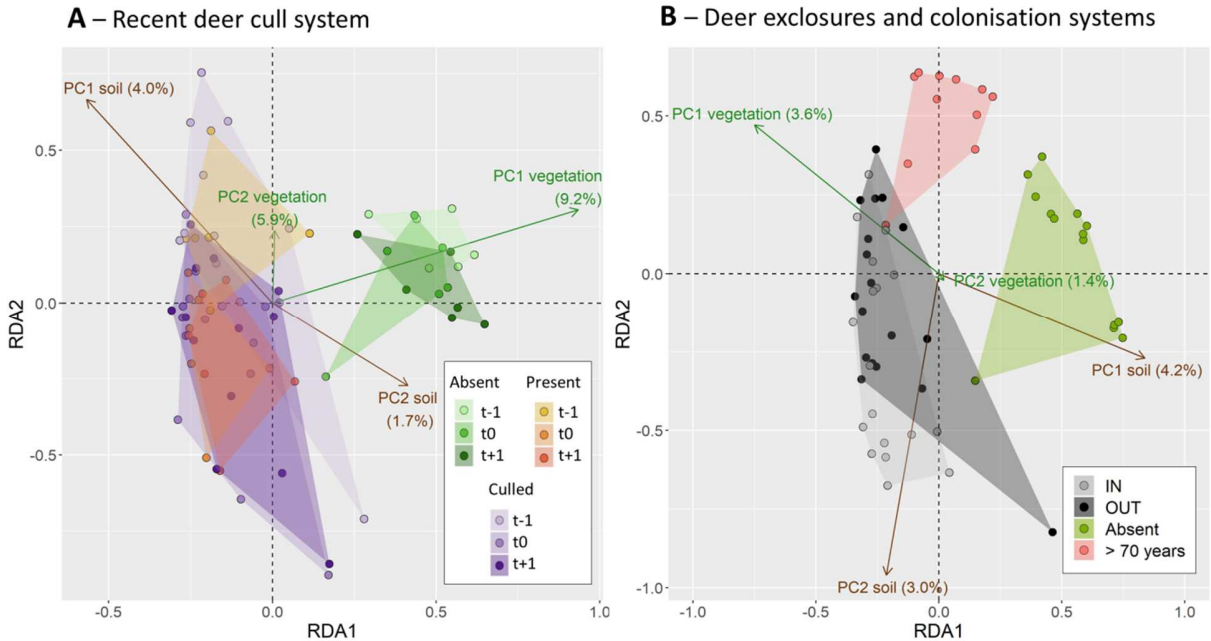 A – Recent deer cull system
RDA2
0.5
0.0
-0.5
-0.5
0.0
0.5
1.0
RDA1
PC1 soil (4.0%)
PC2 vegetation
(5.9%)
PC1 vegetation
(9.2%)
PC2 soil
(1.7%)
Absent
t-1
t0
t+1
Present
t-1
t0
t+1
Culled
t-1
t0
t+1
B – Deer exclosures and colonisation systems
RDA2
0.5
0.0
-0.5
-1.0
-1.0
-0.5
0.0
0.5
1.0
RDA1
PC1 vegetation (3.6%)
PC2 vegetation (1.4%)
PC1 soil (4.2%)
PC2 soil (3.0%)
IN
OUT
Absent
> 70 years